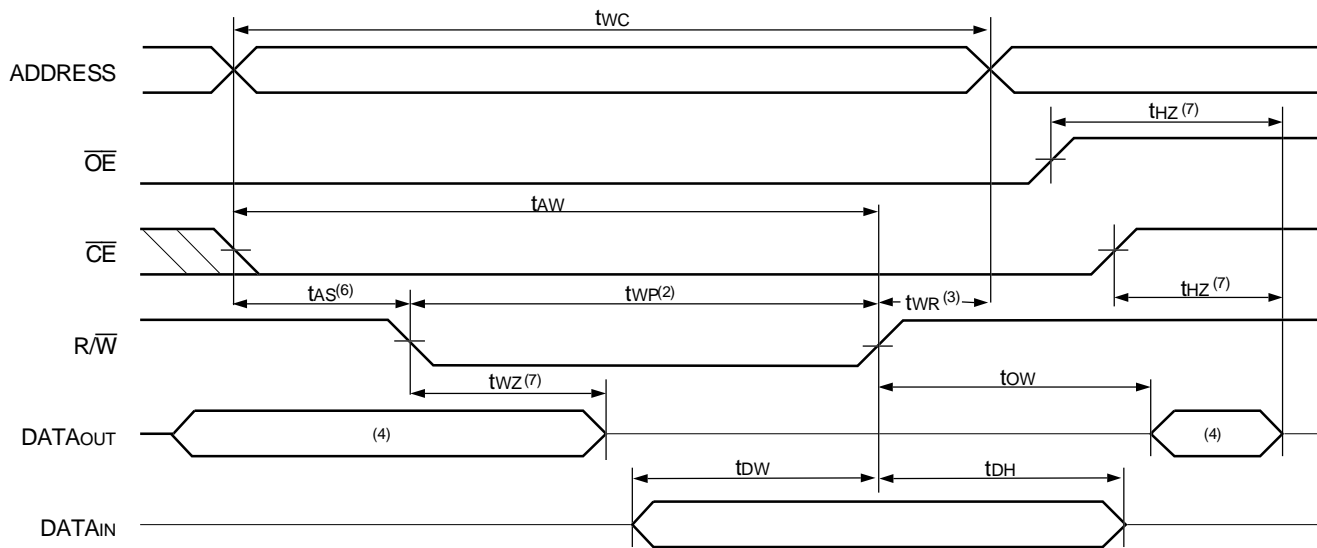 tWC
ADDRESS
tHZ (7)
OE
tAW
CE
tAS(6)
tWP(2)
tWR(3)
tHZ (7)
R/W
tWZ(7)
tOW
DATAOUT
(4)
(4)
tDW
tDH
DATAIN